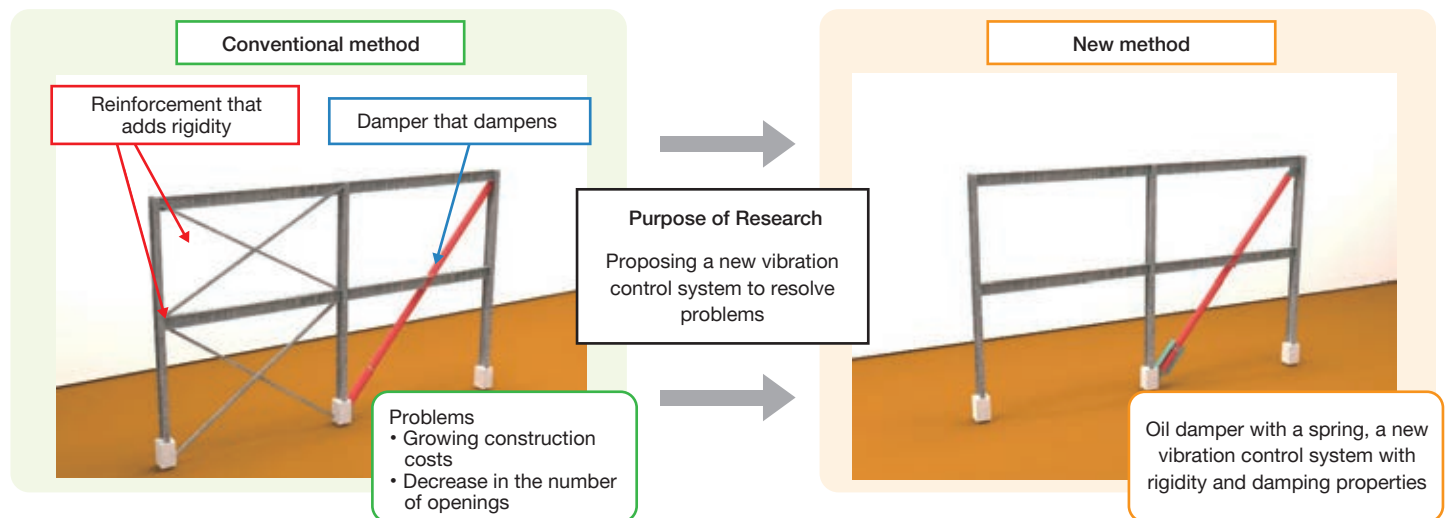 Conventional method
Reinforcement that
adds rigidity
Damper that dampens
Problems
• Growing construction
costs
• Decrease in the number
of openings
Purpose of Research
Proposing a new vibration
control system to resolve
problems
New method
Oil damper with a spring, a new
vibration control system with
rigidity and damping properties